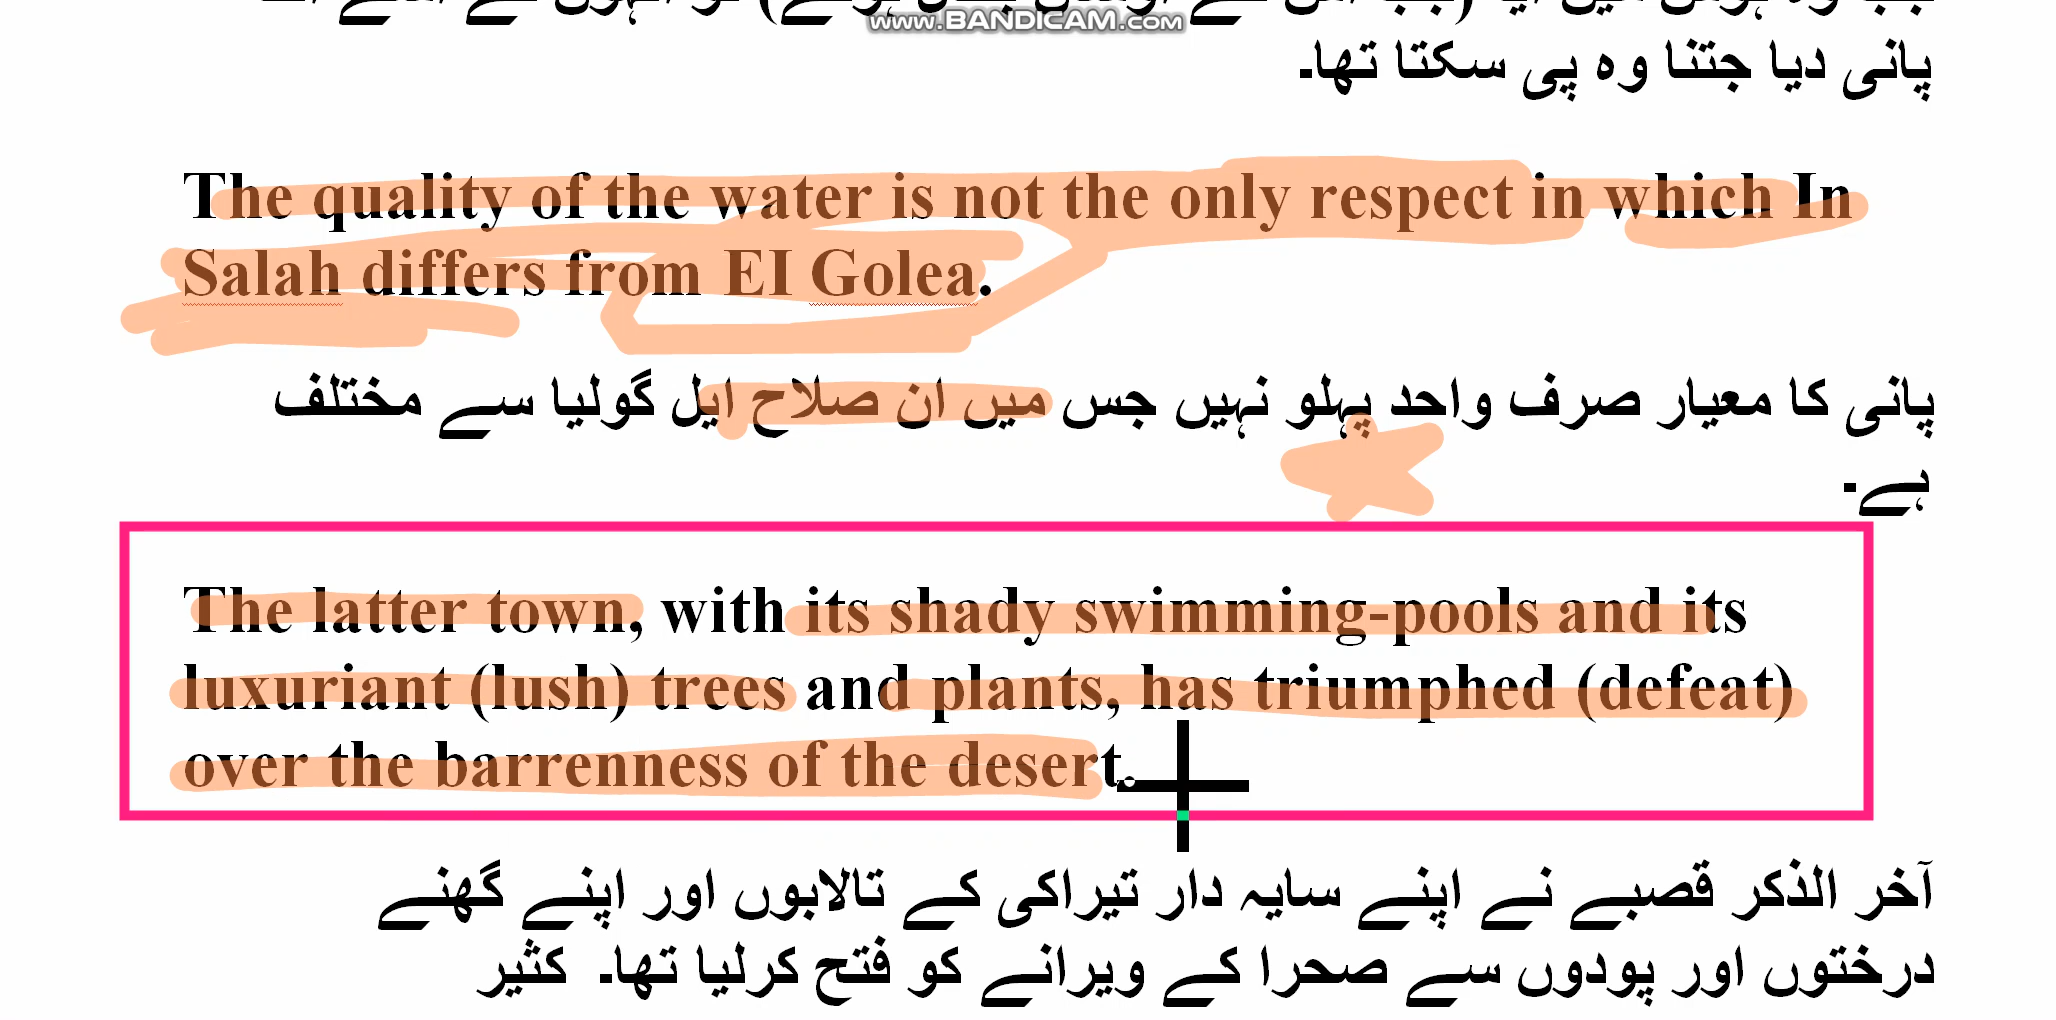 www.BANDICAM.com
پانی دیا جتنا وہ پی سکتا تھا۔
The quality of the water is not the only respect in which In
Salah differs from EI Golea.
پانی کا معیار صرف واحد پہلو نہیں جس میں ان صلاح ایل گولیا سے مختلف
ہے۔
The latter town, with its shady swimming-pools and its
luxuriant (lush) trees and plants, has triumphed (defeat)
over the barrenness of the desert.
آخر الذکر قصبے نے اپنے سایہ دار تیراکی کے تالابوں اور اپنے گھنے
درختوں اور پودوں سے صحرا کے ویرانے کو فتح کرلیا تھا۔ کثیر